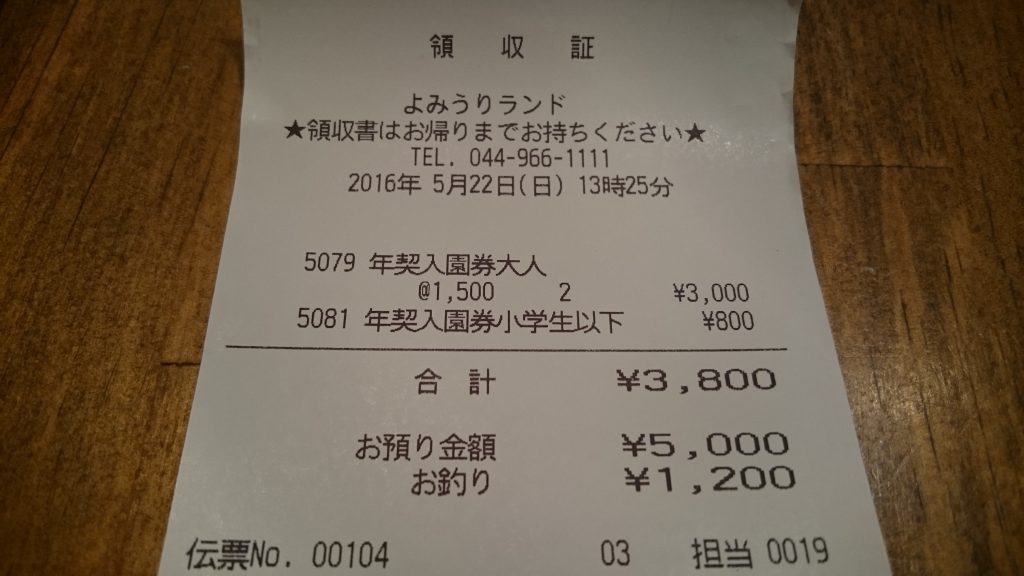 領 収 証
よみうりランド
★領収書はお帰りまでお持ちください★
TEL. 044-966-1111
2016年 5月22日(日) 13時25分
5079 年契入園券大人
@1,500 2 ¥3,000
5081 年契入園券小学生以下 ¥800
合 計 ¥3,800
お預り金額 ¥5,000
お釣り ¥1,200
伝票No. 00104 03 担当 0019